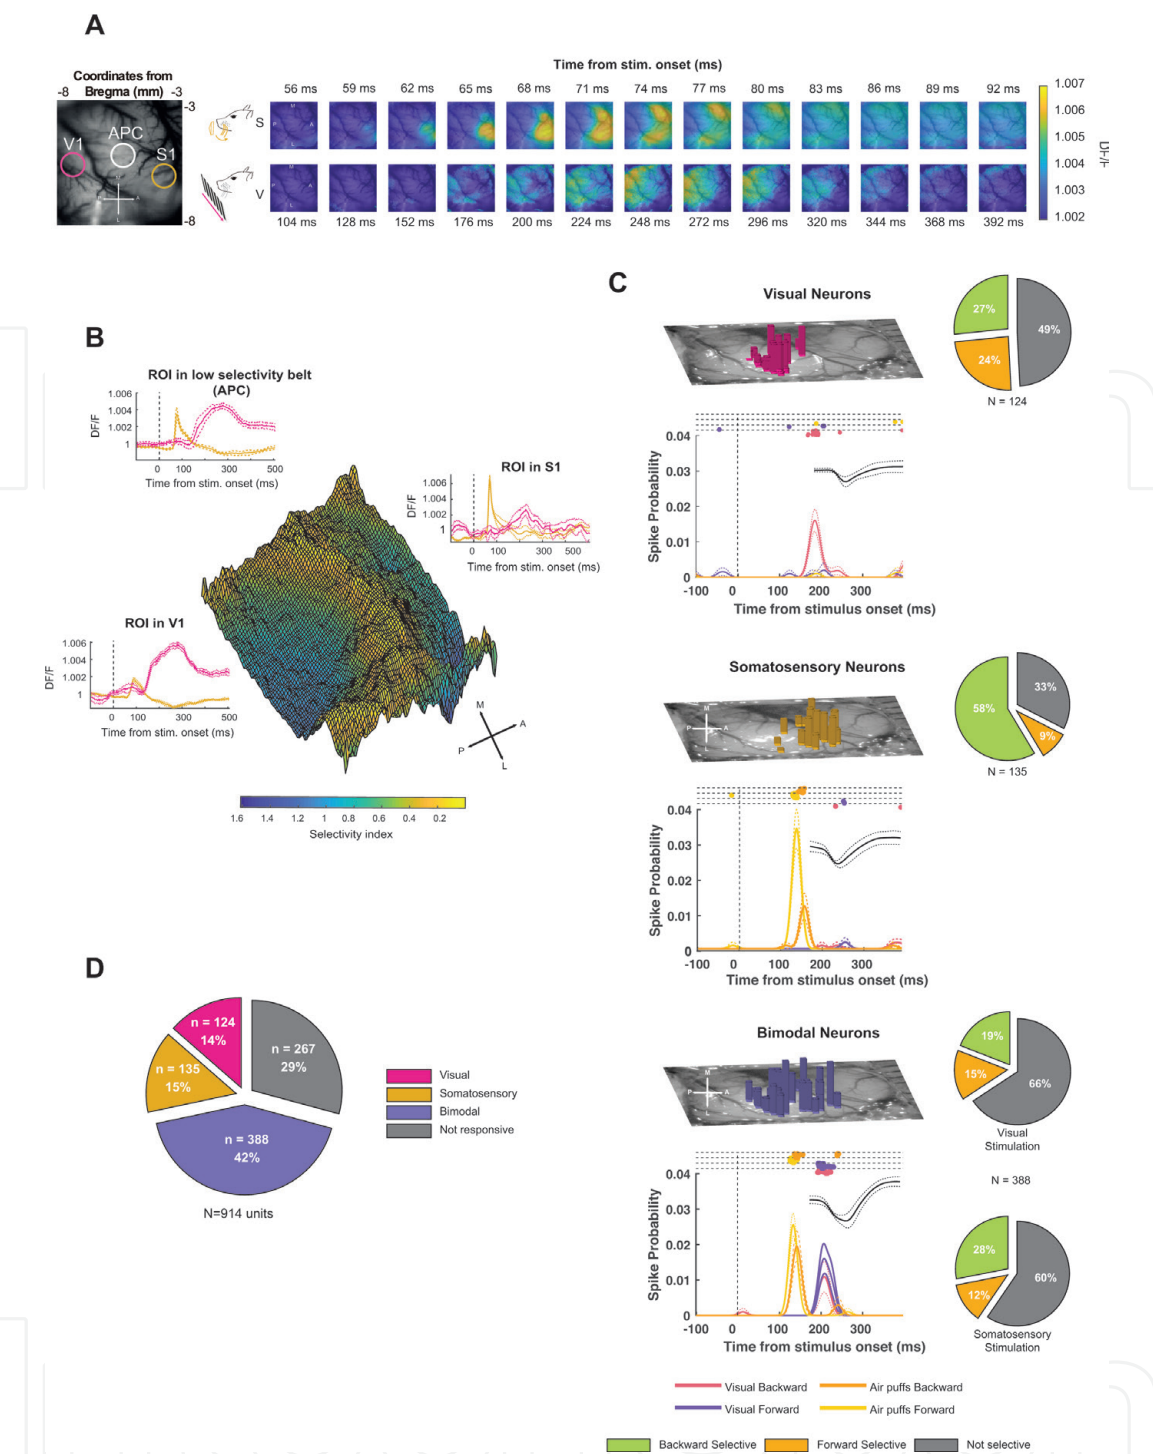 A
Time from stim. onset (ms)
Coordinates from
Bregma (mm)
-8
-3
-3
-8
V1
APC
S1
A
L
56 ms 59 ms 62 ms 65 ms 68 ms 71 ms 74 ms 77 ms 80 ms 83 ms 86 ms 89 ms 92 ms
S
M
P
A
L
V
P
A
L
104 ms 128 ms 152 ms 176 ms 200 ms 224 ms 248 ms 272 ms 296 ms 320 ms 344 ms 368 ms 392 ms
1.007
1.006
1.005
1.004
1.003
1.002
B
ROI in low selectivity belt
(APC)
1.006
1.004
1.002
1
DF/F
0 100 300 500
Time from stim. onset (ms)
ROI in S1
1.006
1.004
1.002
1
DF/F
0 100 300 500
Time from stim. onset (ms)
ROI in V1
1.006
1.004
1.002
1
DF/F
0 100 300 500
Time from stim. onset (ms)
M
A
P
L
1.6 1.4 1.2 1 0.8 0.6 0.4 0.2
Selectivity index
C
Visual Neurons
27%
49%
24%
N = 124
0.04
0.03
0.02
0.01
0
Spike Probability
-100 0 100 200 300
Time from stimulus onset (ms)
Somatosensory Neurons
M
P
A
L
58%
33%
9%
N = 135
0.04
0.03
0.02
0.01
0
Spike Probability
-100 0 100 200 300
Time from stimulus onset (ms)
Bimodal Neurons
M
P
A
L
19%
15%
66%
Visual
Stimulation
N = 388
28%
60%
12%
Somatosensory
Stimulation
0.04
0.03
0.02
0.01
0
Spike Probability
-100 0 100 200 300
Time from stimulus onset (ms)
Visual Backward
Air puffs Backward
Visual Forward
Air puffs Forward
Backward Selective
Forward Selective
Not selective
D
n = 124
14%
n = 135
15%
n = 267
29%
n = 388
42%
N=914 units
Visual
Somatosensory
Bimodal
Not responsive